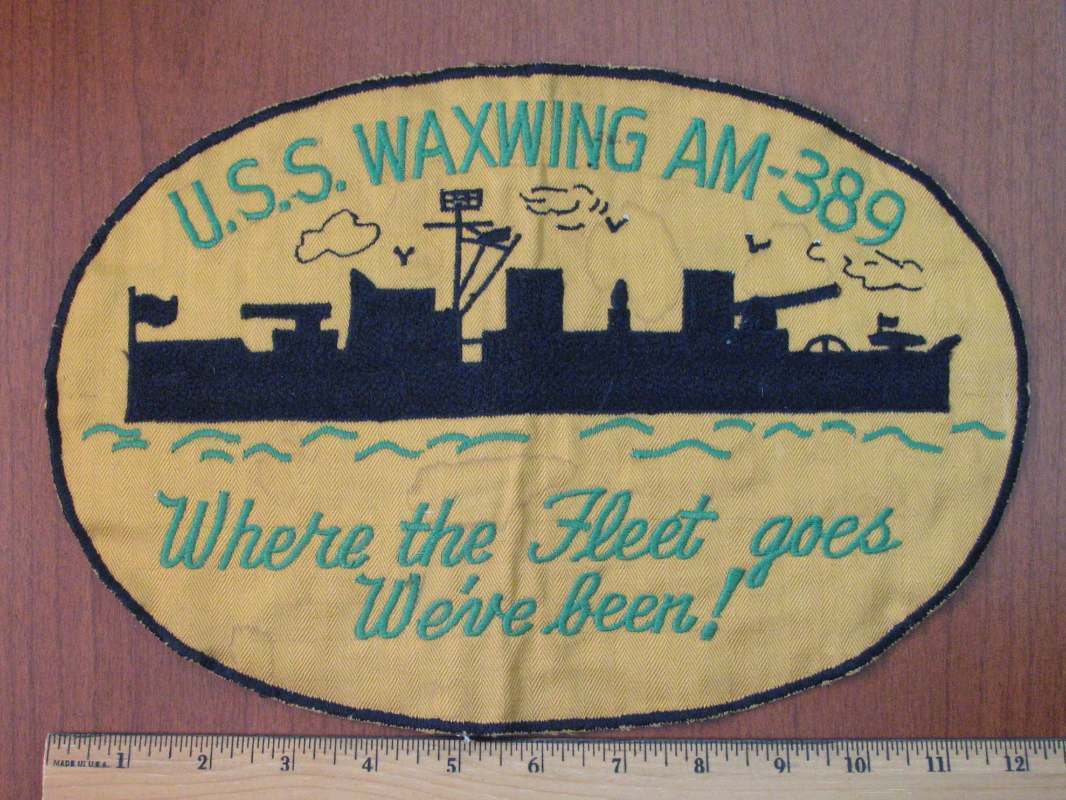 U.S.S. WAXWING AM-389
Where the Fleet goes
We've been!
MADE IN U.S.A. 1 2 3 4 5 6 7 8 9 10 11 12